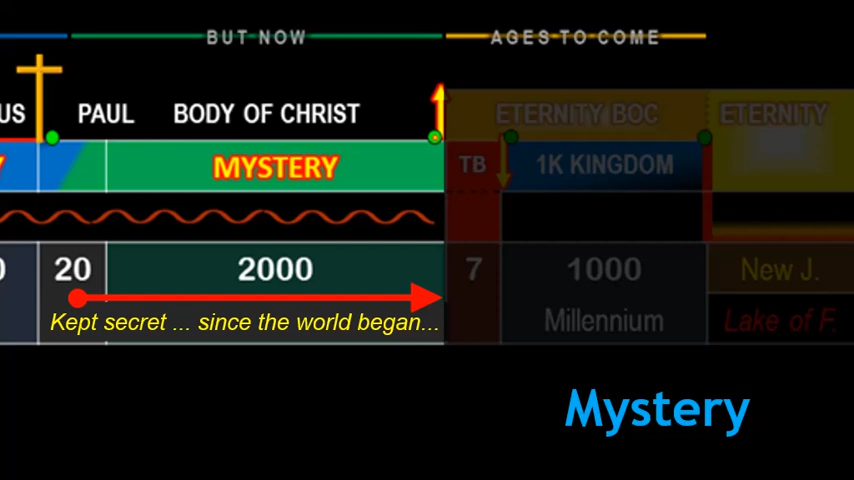 BUT NOW AGES TO COME
US PAUL BODY OF CHRIST ETERNITY BOC ETERNITY
Y MYSTERY TB 1K KINGDOM
0 20 2000 7 1000 New J.
Kept secret ... since the world began... Millennium Lake of F.
Mystery